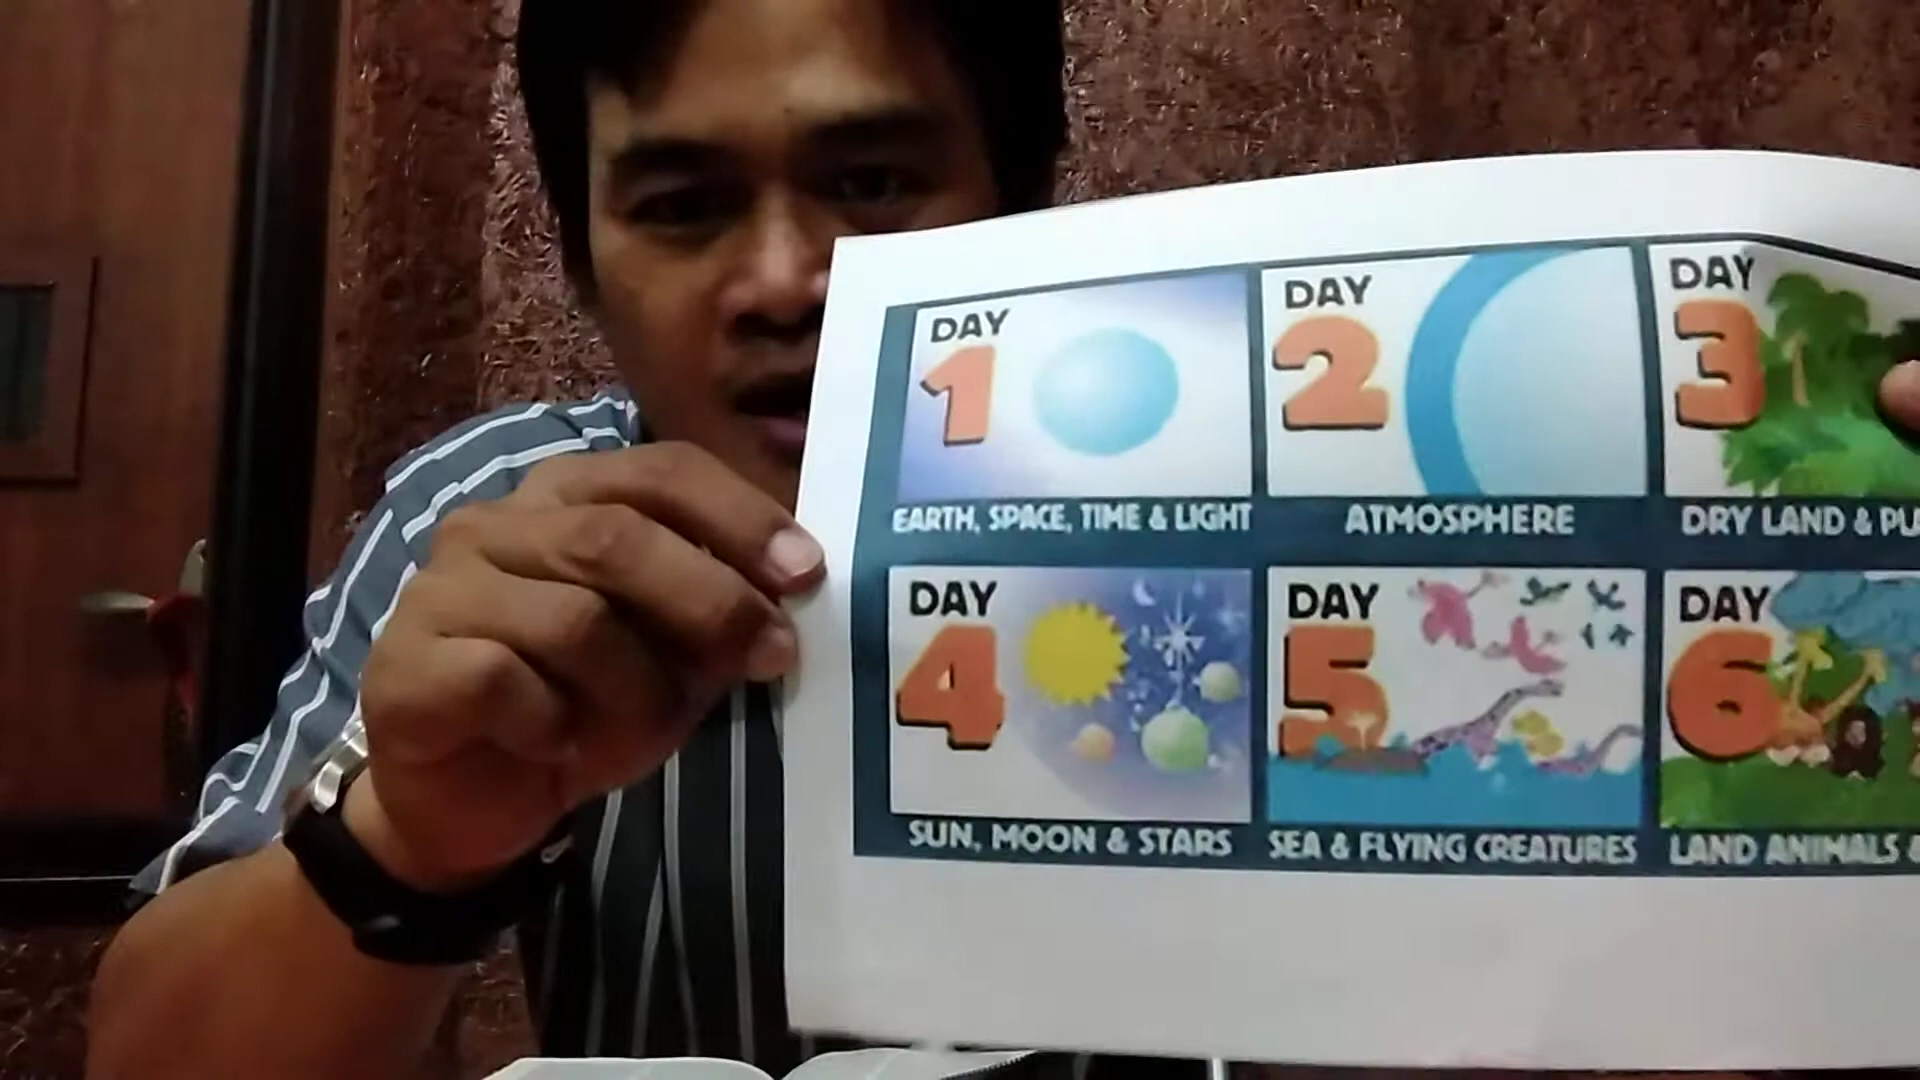 DAY
1
EARTH, SPACE, TIME & LIGHT
DAY
2
ATMOSPHERE
DAY
3
DRY LAND &
DAY
4
SUN, MOON & STARS
DAY
5
SEA & FLYING CREATURES
DAY
6
LAND ANIMALS &